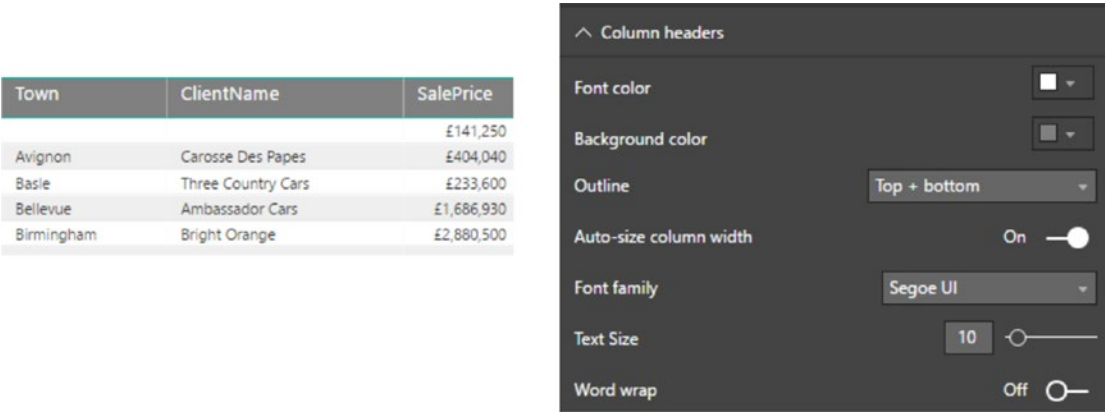 Town ClientName SalePrice
£141,250
Avignon Carosse Des Papes £404,040
Basle Three Country Cars £233,600
Bellevue Ambassador Cars £1,686,930
Birmingham Bright Orange £2,880,500
Column headers
Font color
Background color
Outline Top + bottom
Auto-size column width On
Font family Segoe UI
Text Size 10
Word wrap Off